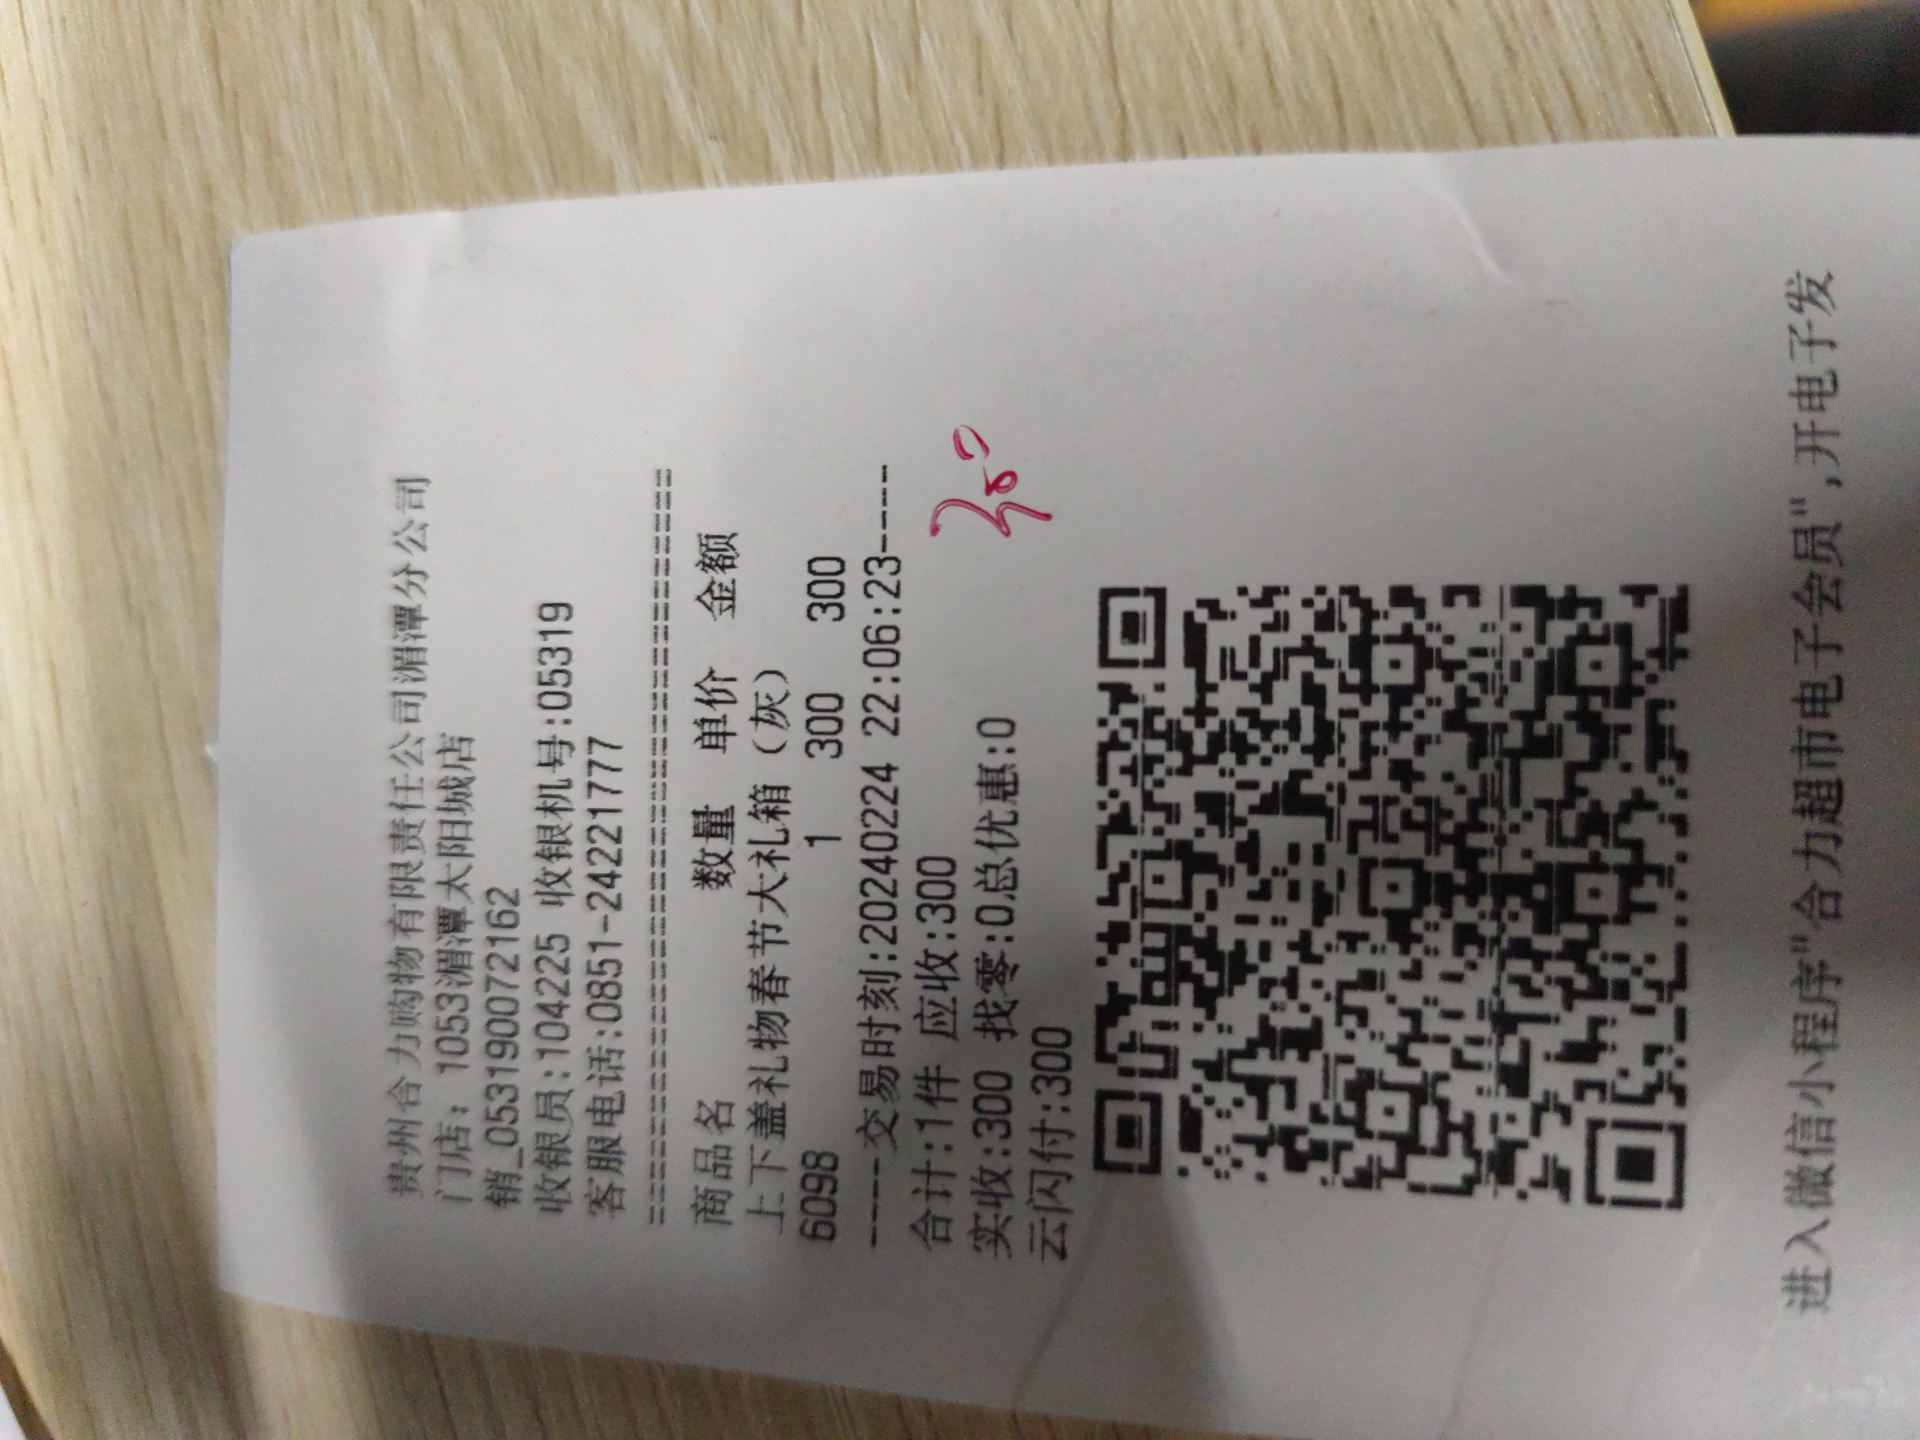 贵州合力购物有限责任公司湄潭分公司
门店: 1053湄潭太阳城店
销_05319007​2162
收银员:104225 收银机号:05319
客服电话:0851-24221777
================================
商品名 数量 单价 金额
上下盖礼物春节大礼箱（灰）
6098 1 300 300
----交易时刻:20240224 22:06:23----
合计:1件 应收:300
实收:300 找零:0总优惠:0
云闪付:300
300
进入微信小程序"合力超市电子会员",开电子发